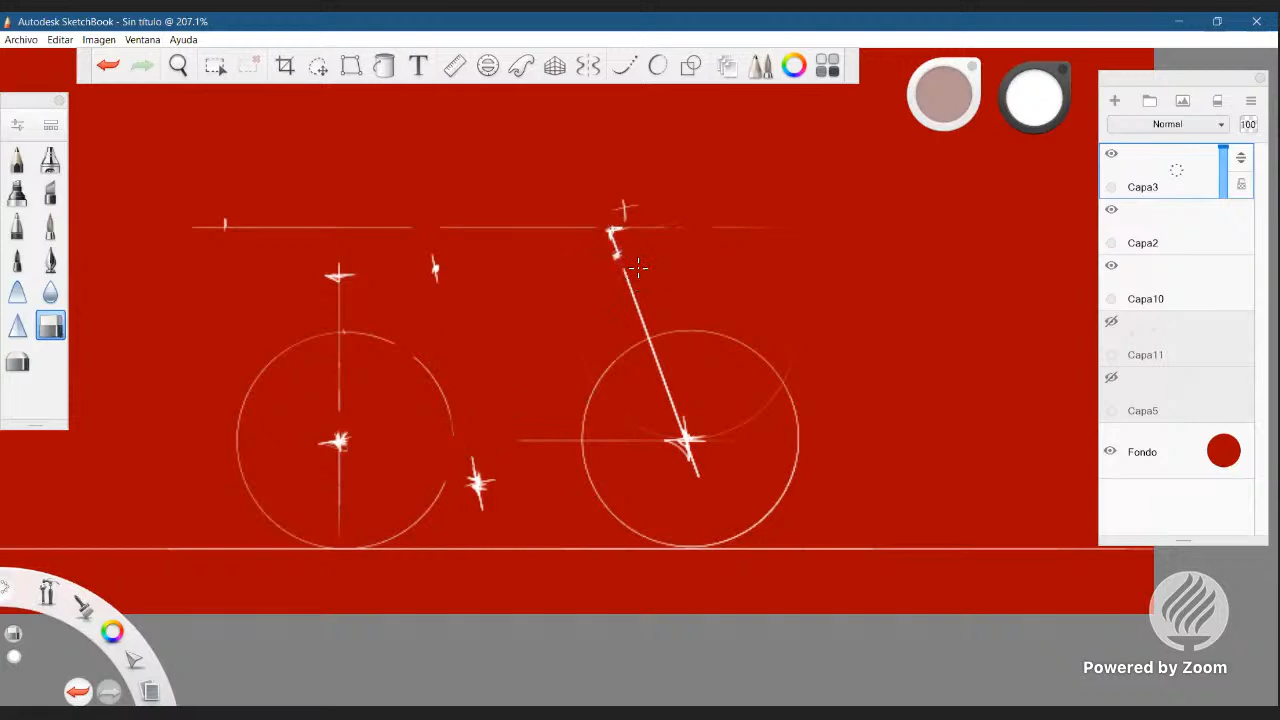 Autodesk SketchBook - Sin título @ 207.1%
Archivo Editar Imagen Ventana Ayuda
T
Normal
100
Capa3
Capa2
Capa10
Capa11
Capa5
Fondo
Powered by Zoom